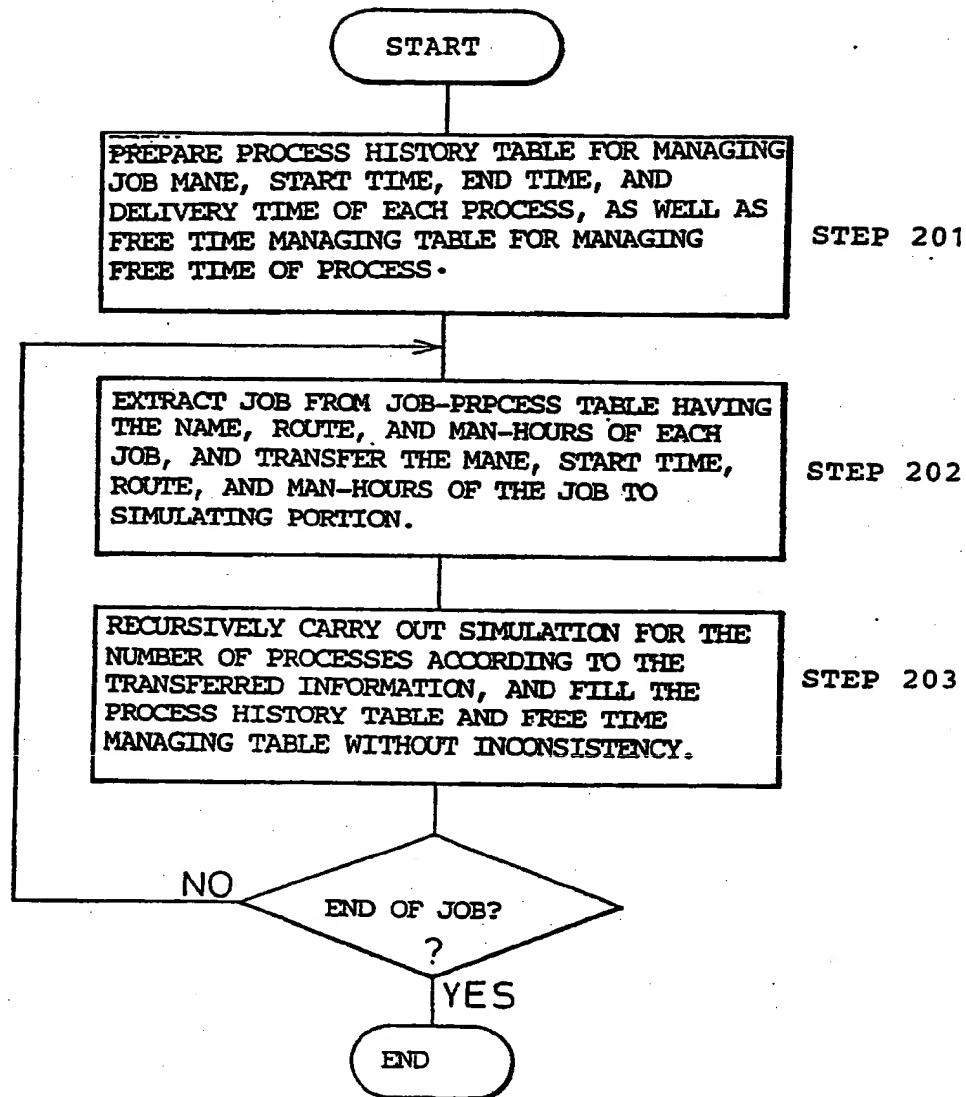 START
PREPARE PROCESS HISTORY TABLE FOR MANAGING
JOB MANE, START TIME, END TIME, AND
DELIVERY TIME OF EACH PROCESS, AS WELL AS
FREE TIME MANAGING TABLE FOR MANAGING
FREE TIME OF PROCESS.
STEP 201
EXTRACT JOB FROM JOB-PRPCESS TABLE HAVING
THE NAME, ROUTE, AND MAN-HOURS OF EACH
JOB, AND TRANSFER THE MANE, START TIME,
ROUTE, AND MAN-HOURS OF THE JOB TO
SIMULATING PORTION.
STEP 202
RECURSIVELY CARRY OUT SIMULATION FOR THE
NUMBER OF PROCESSES ACCORDING TO THE
TRANSFERRED INFORMATION, AND FILL THE
PROCESS HISTORY TABLE AND FREE TIME
MANAGING TABLE WITHOUT INCONSISTENCY.
STEP 203
NO
END OF JOB?
?
YES
END